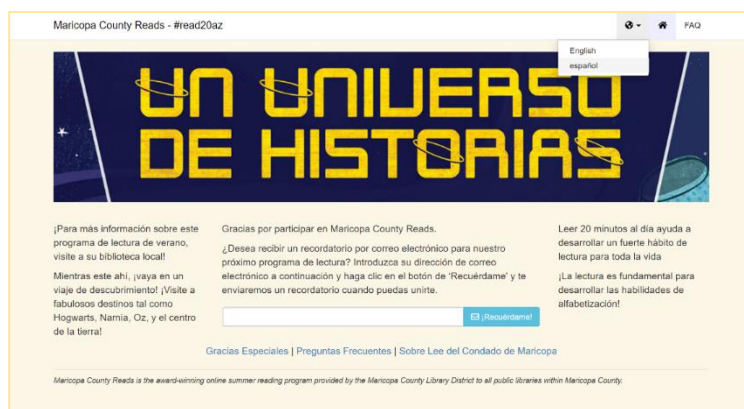 Maricopa County Reads - #read20az
FAQ
English
español
UN UNIVERSO
DE HISTORIAS
¡Para más información sobre este
programa de lectura de verano,
visite a su biblioteca local!
Mientras este ahí, ¡vaya en un
viaje de descubrimiento! ¡Visite a
fabulosos destinos tal como
Hogwarts, Narnia, Oz, y el centro
de la tierra!
Gracias por participar en Maricopa County Reads.
¿Desea recibir un recordatorio por correo electrónico para nuestro
próximo programa de lectura? Introduzca su dirección de correo
electrónico a continuación y haga clic en el botón de 'Recuérdame' y te
enviaremos un recordatorio cuando puedas unirte.
¡Recuérdame!
Leer 20 minutos al día ayuda a
desarrollar un fuerte hábito de
lectura para toda la vida
¡La lectura es fundamental para
desarrollar las habilidades de
alfabetización!
Gracias Especiales | Preguntas Frecuentes | Sobre Lee del Condado de Maricopa
Maricopa County Reads is the award-winning online summer reading program provided by the Maricopa County Library District to all public libraries within Maricopa County.